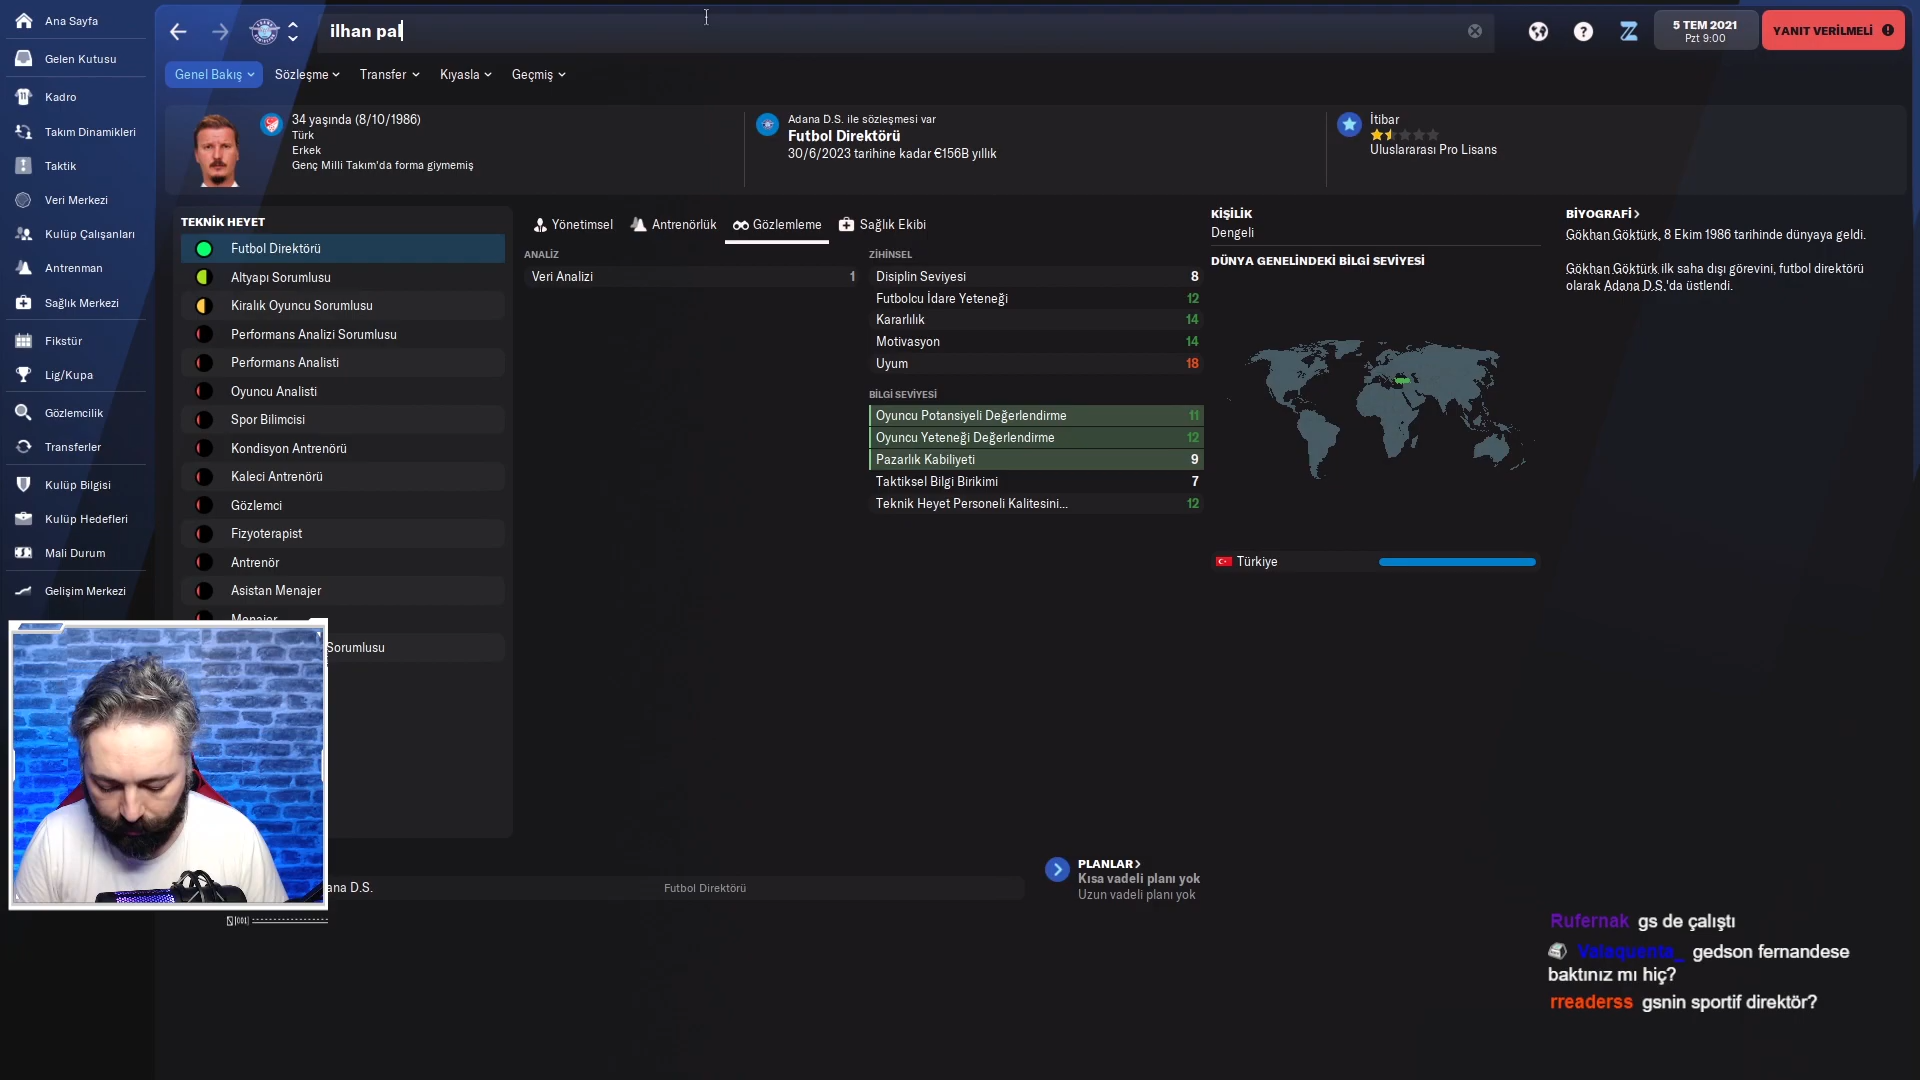 Ana Sayfa
Gelen Kutusu
Kadro
Takım Dinamikleri
Taktik
Veri Merkezi
Kulüp Çalışanları
Antrenman
Sağlık Merkezi
Fikstür
Lig/Kupa
Gözlemcilik
Transferler
Kulüp Bilgisi
Kulüp Hedefleri
Mali Durum
Gelişim Merkezi
ilhan pal
5 TEM 2021
Pzt 9:00
YANIT VERİLMELİ
Genel Bakış
Sözleşme
Transfer
Kıyasla
Geçmiş
34 yaşında (8/10/1986)
Türk
Erkek
Genç Milli Takım'da forma giymemiş
Adana D.S. ile sözleşmesi var
Futbol Direktörü
30/6/2023 tarihine kadar €156B yıllık
İtibar
Uluslararası Pro Lisans
TEKNİK HEYET
Futbol Direktörü
Altyapı Sorumlusu
Kiralık Oyuncu Sorumlusu
Performans Analizi Sorumlusu
Performans Analisti
Oyuncu Analisti
Spor Bilimcisi
Kondisyon Antrenörü
Kaleci Antrenörü
Gözlemci
Fizyoterapist
Antrenör
Asistan Menajer
Menajer
Sorumlusu
Yönetimsel
Antrenörlük
Gözlemleme
Sağlık Ekibi
ANALİZ
Veri Analizi 1
ZİHİNSEL
Disiplin Seviyesi 8
Futbolcu İdare Yeteneği 12
Kararlılık 14
Motivasyon 14
Uyum 18
BİLGİ SEVİYESİ
Oyuncu Potansiyeli Değerlendirme 11
Oyuncu Yeteneği Değerlendirme 12
Pazarlık Kabiliyeti 9
Taktiksel Bilgi Birikimi 7
Teknik Heyet Personeli Kalitesini... 12
KİŞİLİK
Dengeli
DÜNYA GENELİNDEKİ BİLGİ SEVİYESİ
Türkiye
BİYOGRAFİ>
Gökhan Göktürk, 8 Ekim 1986 tarihinde dünyaya geldi.
Gökhan Göktürk ilk saha dışı görevini, futbol direktörü
olarak Adana D.S.'da üstlendi.
ana D.S.
Futbol Direktörü
PLANLAR>
Kısa vadeli planı yok
Uzun vadeli planı yok
Rufernak gs de çalıştı
Valaquenta_ gedson fernandese
baktınız mı hiç?
rreaderss gsnin sportif direktör?